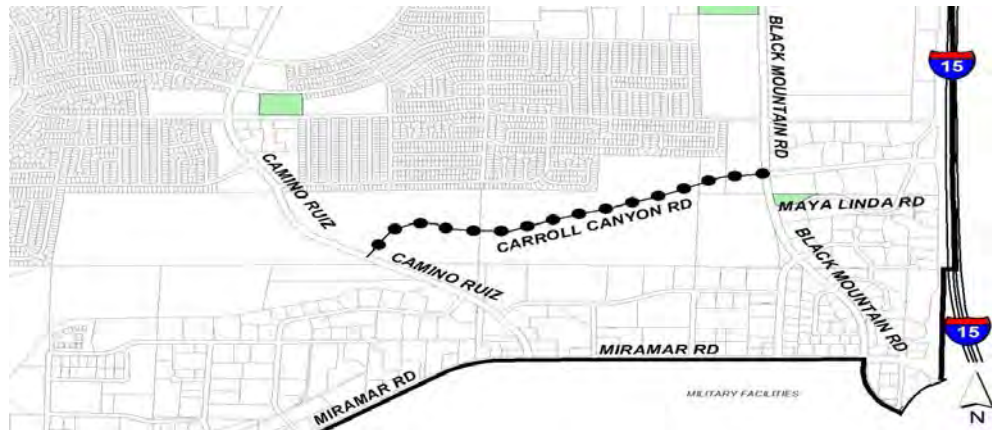 BLACK MOUNTAIN RD
15
CAMINO RUIZ
CARROLL CANYON RD
MAYA LINDA RD
CAMINO RUIZ
BLACK MOUNTAIN RD
15
MIRAMAR RD
MIRAMAR RD
MILITARY FACILITIES
N